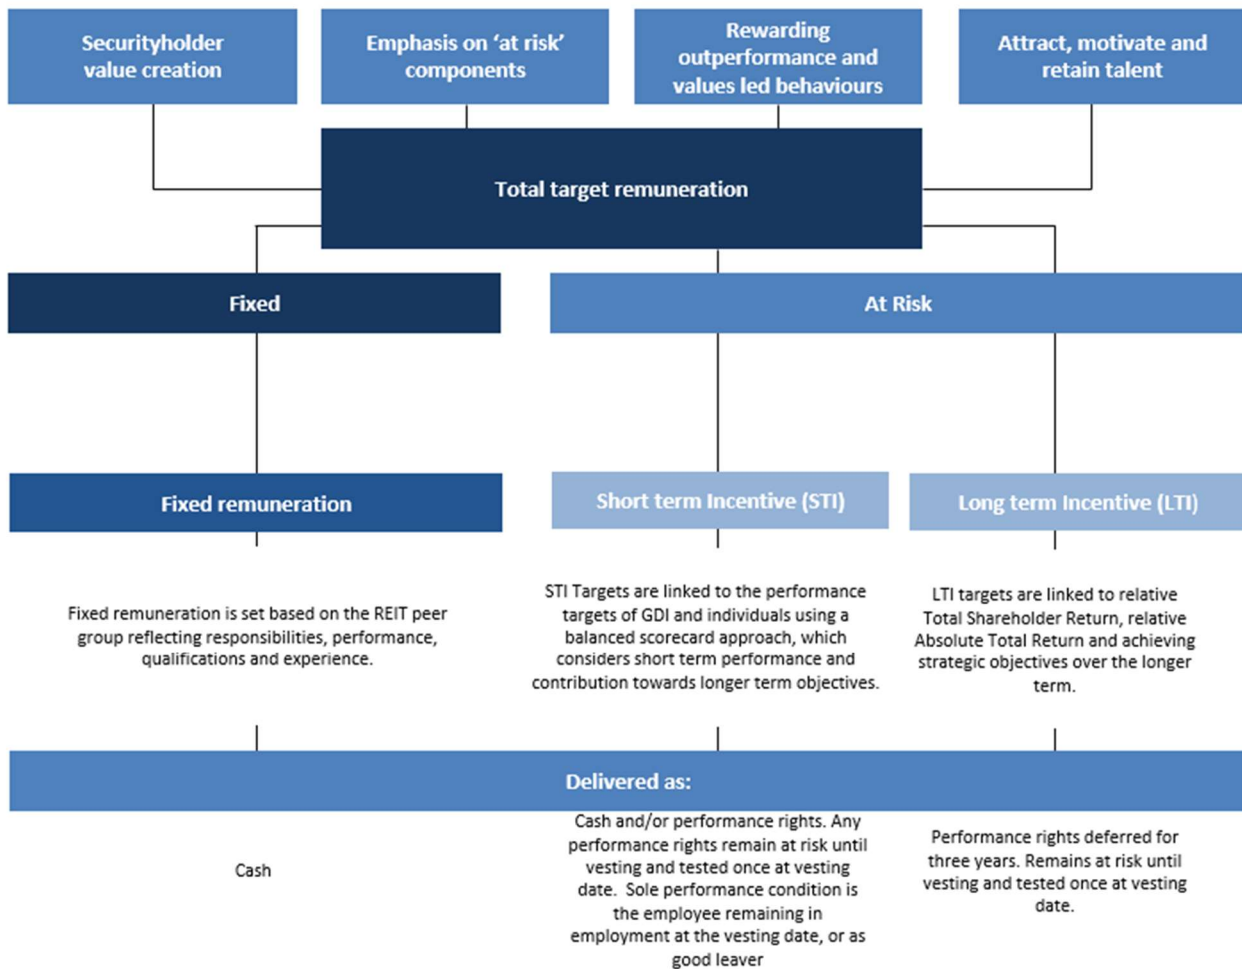 Securityholder
value creation
Emphasis on ‘at risk’
components
Rewarding
outperformance and
values led behaviours
Attract, motivate and
retain talent
Total target remuneration
Fixed
At Risk
Fixed remuneration
Short term Incentive (STI)
Long term Incentive (LTI)
Fixed remuneration is set based on the REIT peer
group reflecting responsibilities, performance,
qualifications and experience.
STI Targets are linked to the performance
targets of GDI and individuals using a
balanced scorecard approach, which
considers short term performance and
contribution towards longer term objectives.
LTI targets are linked to relative
Total Shareholder Return, relative
Absolute Total Return and achieving
strategic objectives over the longer
term.
Delivered as:
Cash
Cash and/or performance rights. Any
performance rights remain at risk until
vesting and tested once at vesting
date.  Sole performance condition is
the employee remaining in
employment at the vesting date, or as
good leaver
Performance rights deferred for
three years. Remains at risk until
vesting and tested once at vesting
date.